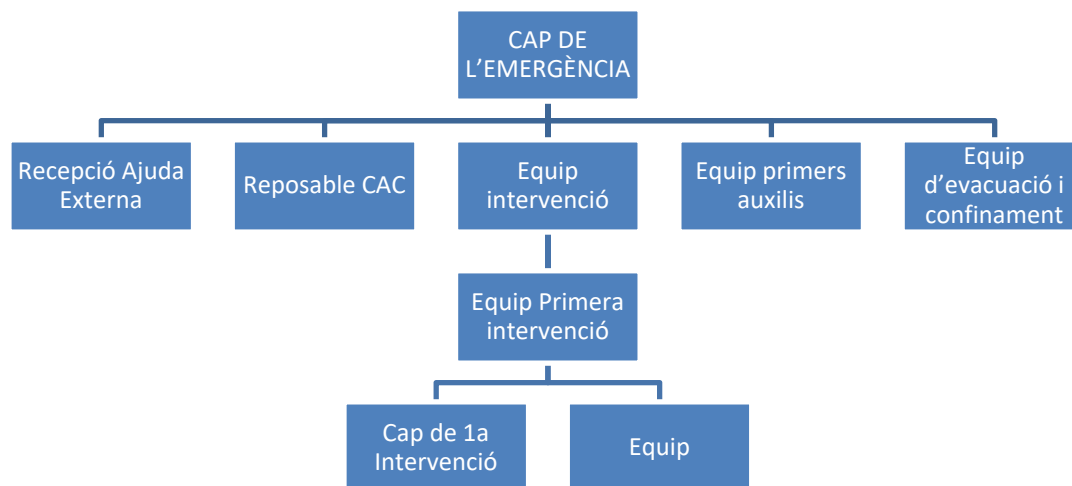 CAP DE
L’EMERGÈNCIA
Recepció Ajuda
Externa
Reposable CAC
Equip
intervenció
Equip primers
auxilis
Equip
d’evacuació i
confinament
Equip Primera
intervenció
Cap de 1a
Intervenció
Equip